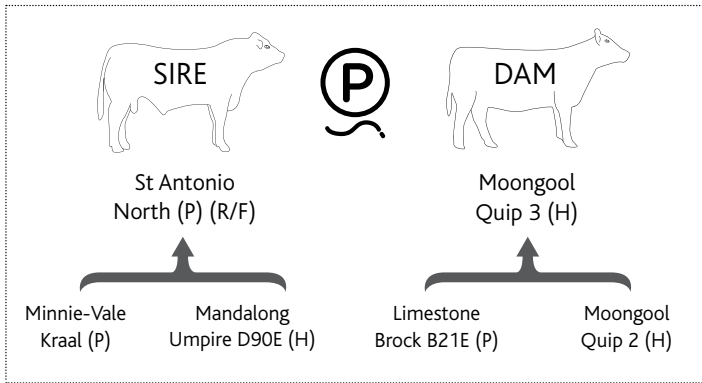 SIRE
P
DAM
St Antonio
North (P) (R/F)
Moongool
Quip 3 (H)
Minnie-Vale
Kraal (P)
Mandalong
Umpire D90E (H)
Limestone
Brock B21E (P)
Moongool
Quip 2 (H)